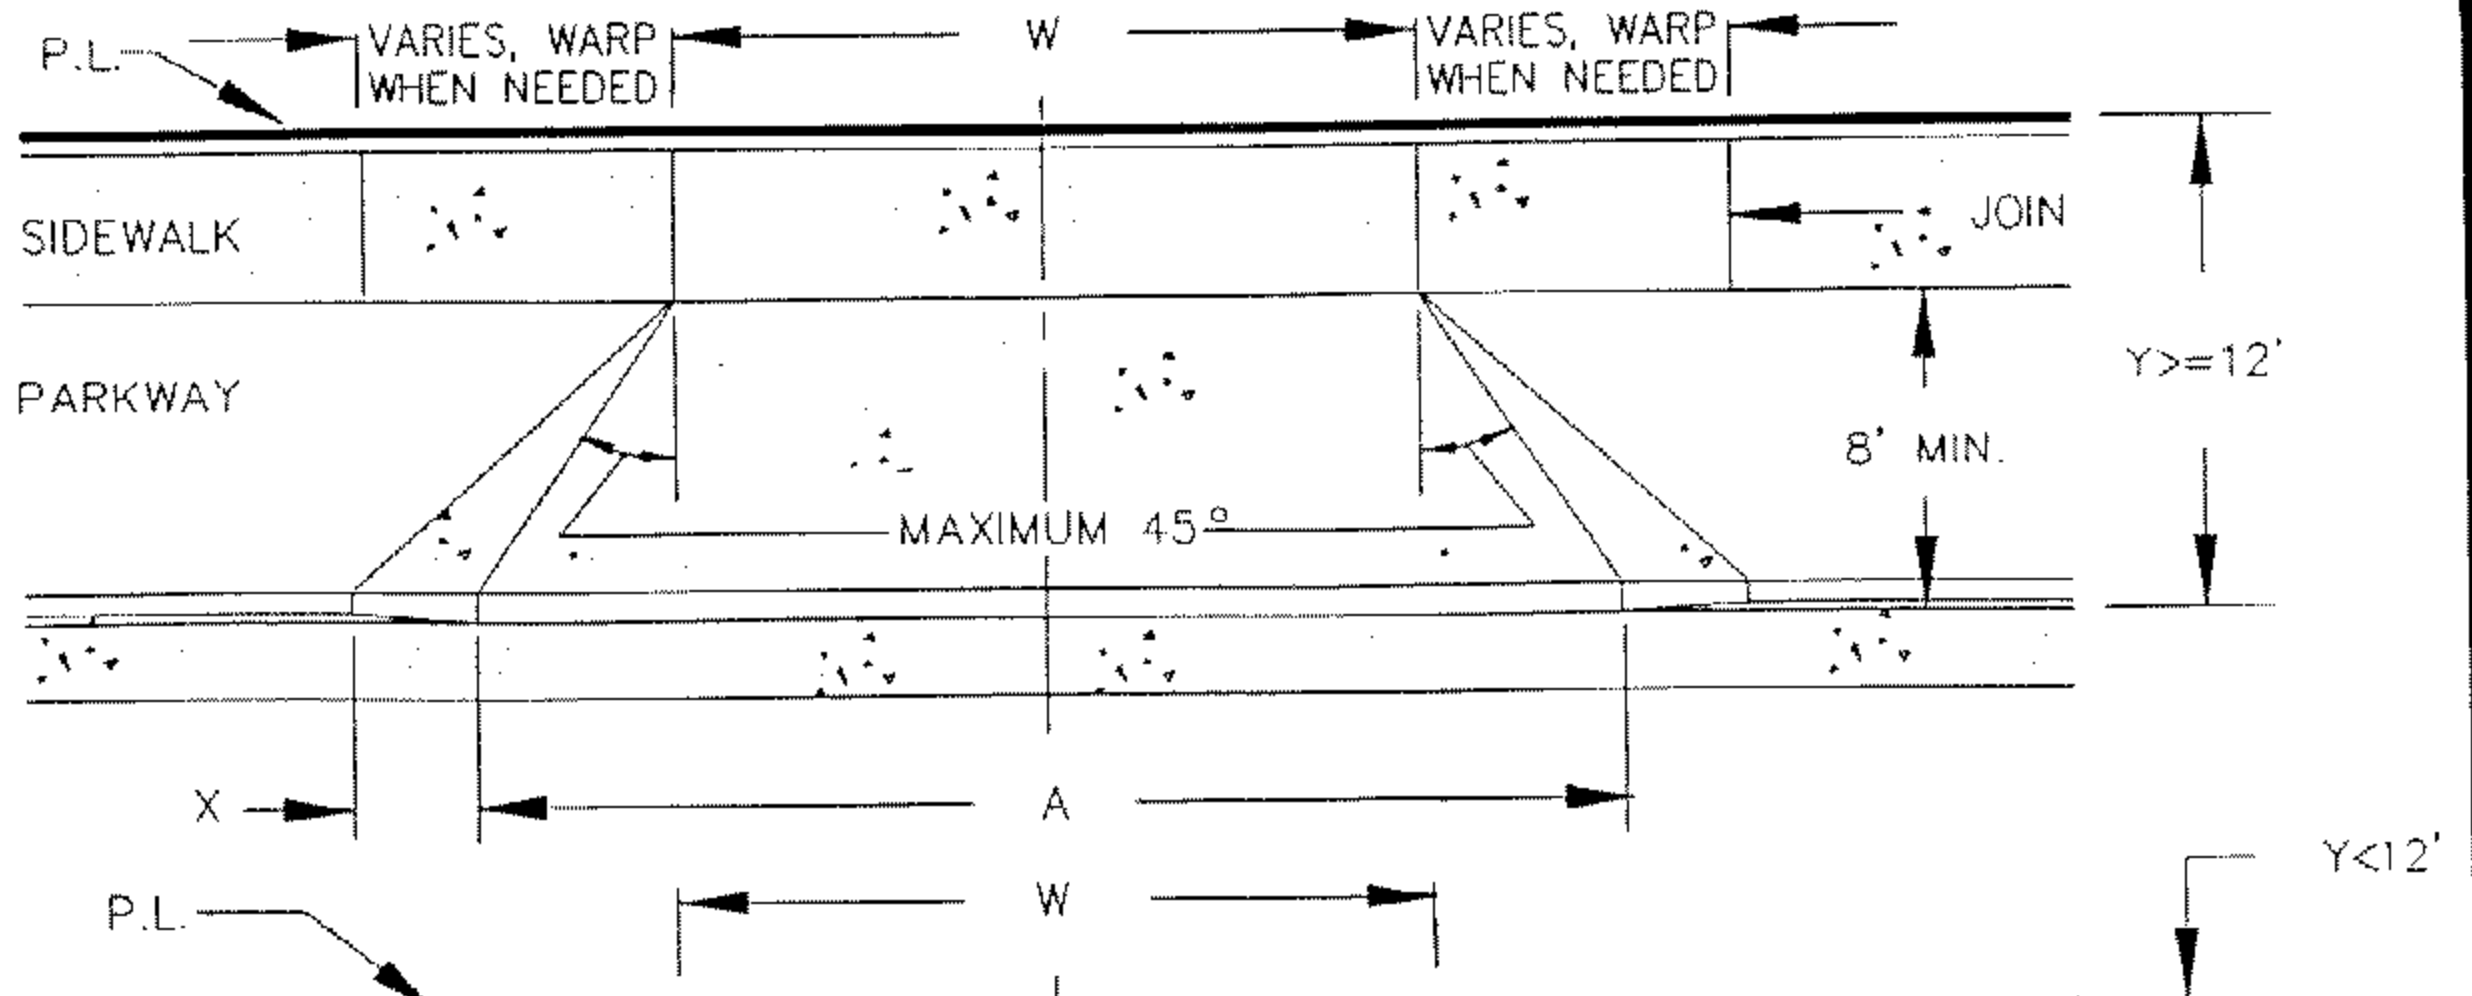 P.L.
VARIES, WARP
WHEN NEEDED
W
VARIES, WARP
WHEN NEEDED
SIDEWALK
JOIN
PARKWAY
Y>=12'
8' MIN.
MAXIMUM 45°
X
A
Y<12'
P.L.
W